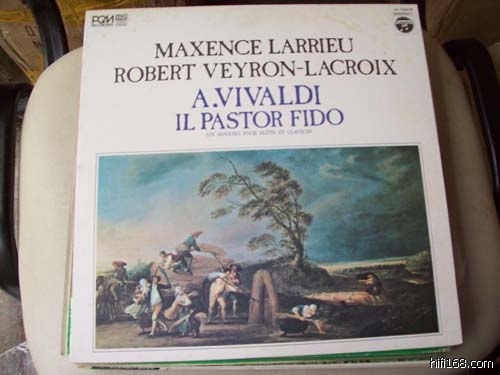 PCM
MAXENCE LARRIEU
ROBERT VEYRON-LACROIX
A.VIVALDI
IL PASTOR FIDO
SIX SONATES POUR FLÛTE ET CLAVECIN
hifi168.com